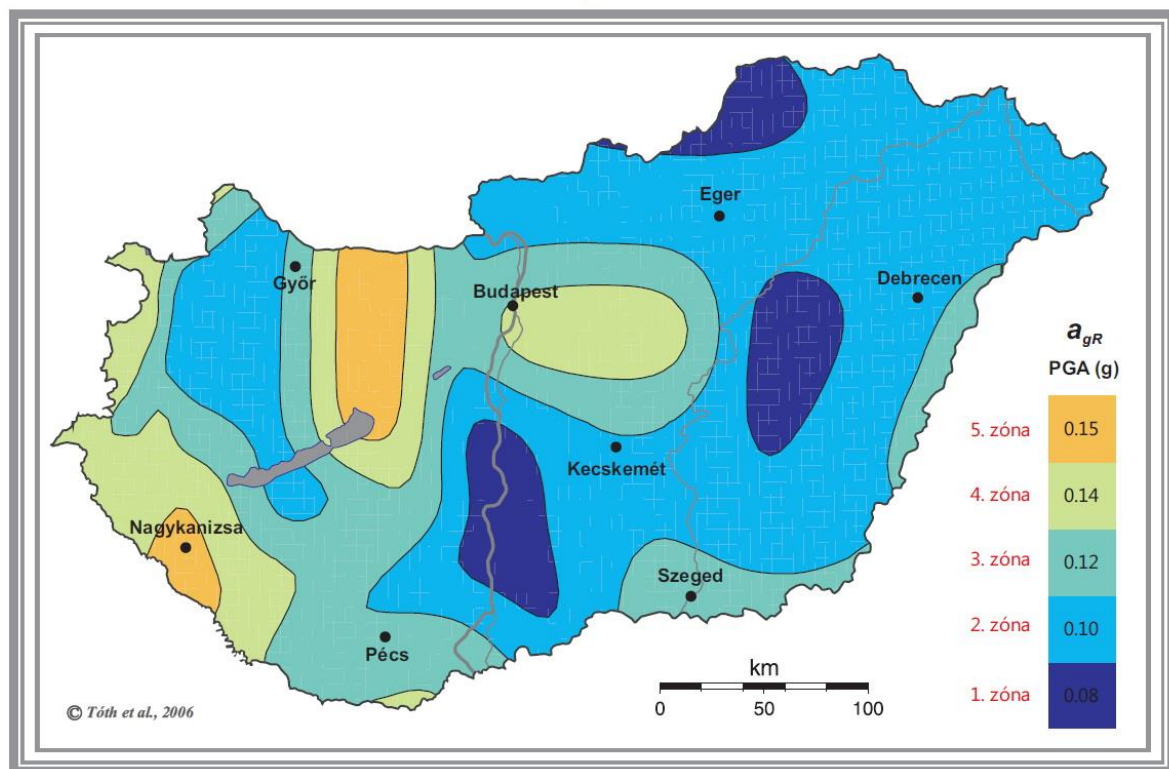 Eger
Debrecen
Győr
Budapest
Kecskemét
Nagykanizsa
Szeged
Pécs
a gR
PGA (g)
5. zóna 0.15
4. zóna 0.14
3. zóna 0.12
2. zóna 0.10
1. zóna 0.08
km
0 50 100
© Tóth et al., 2006